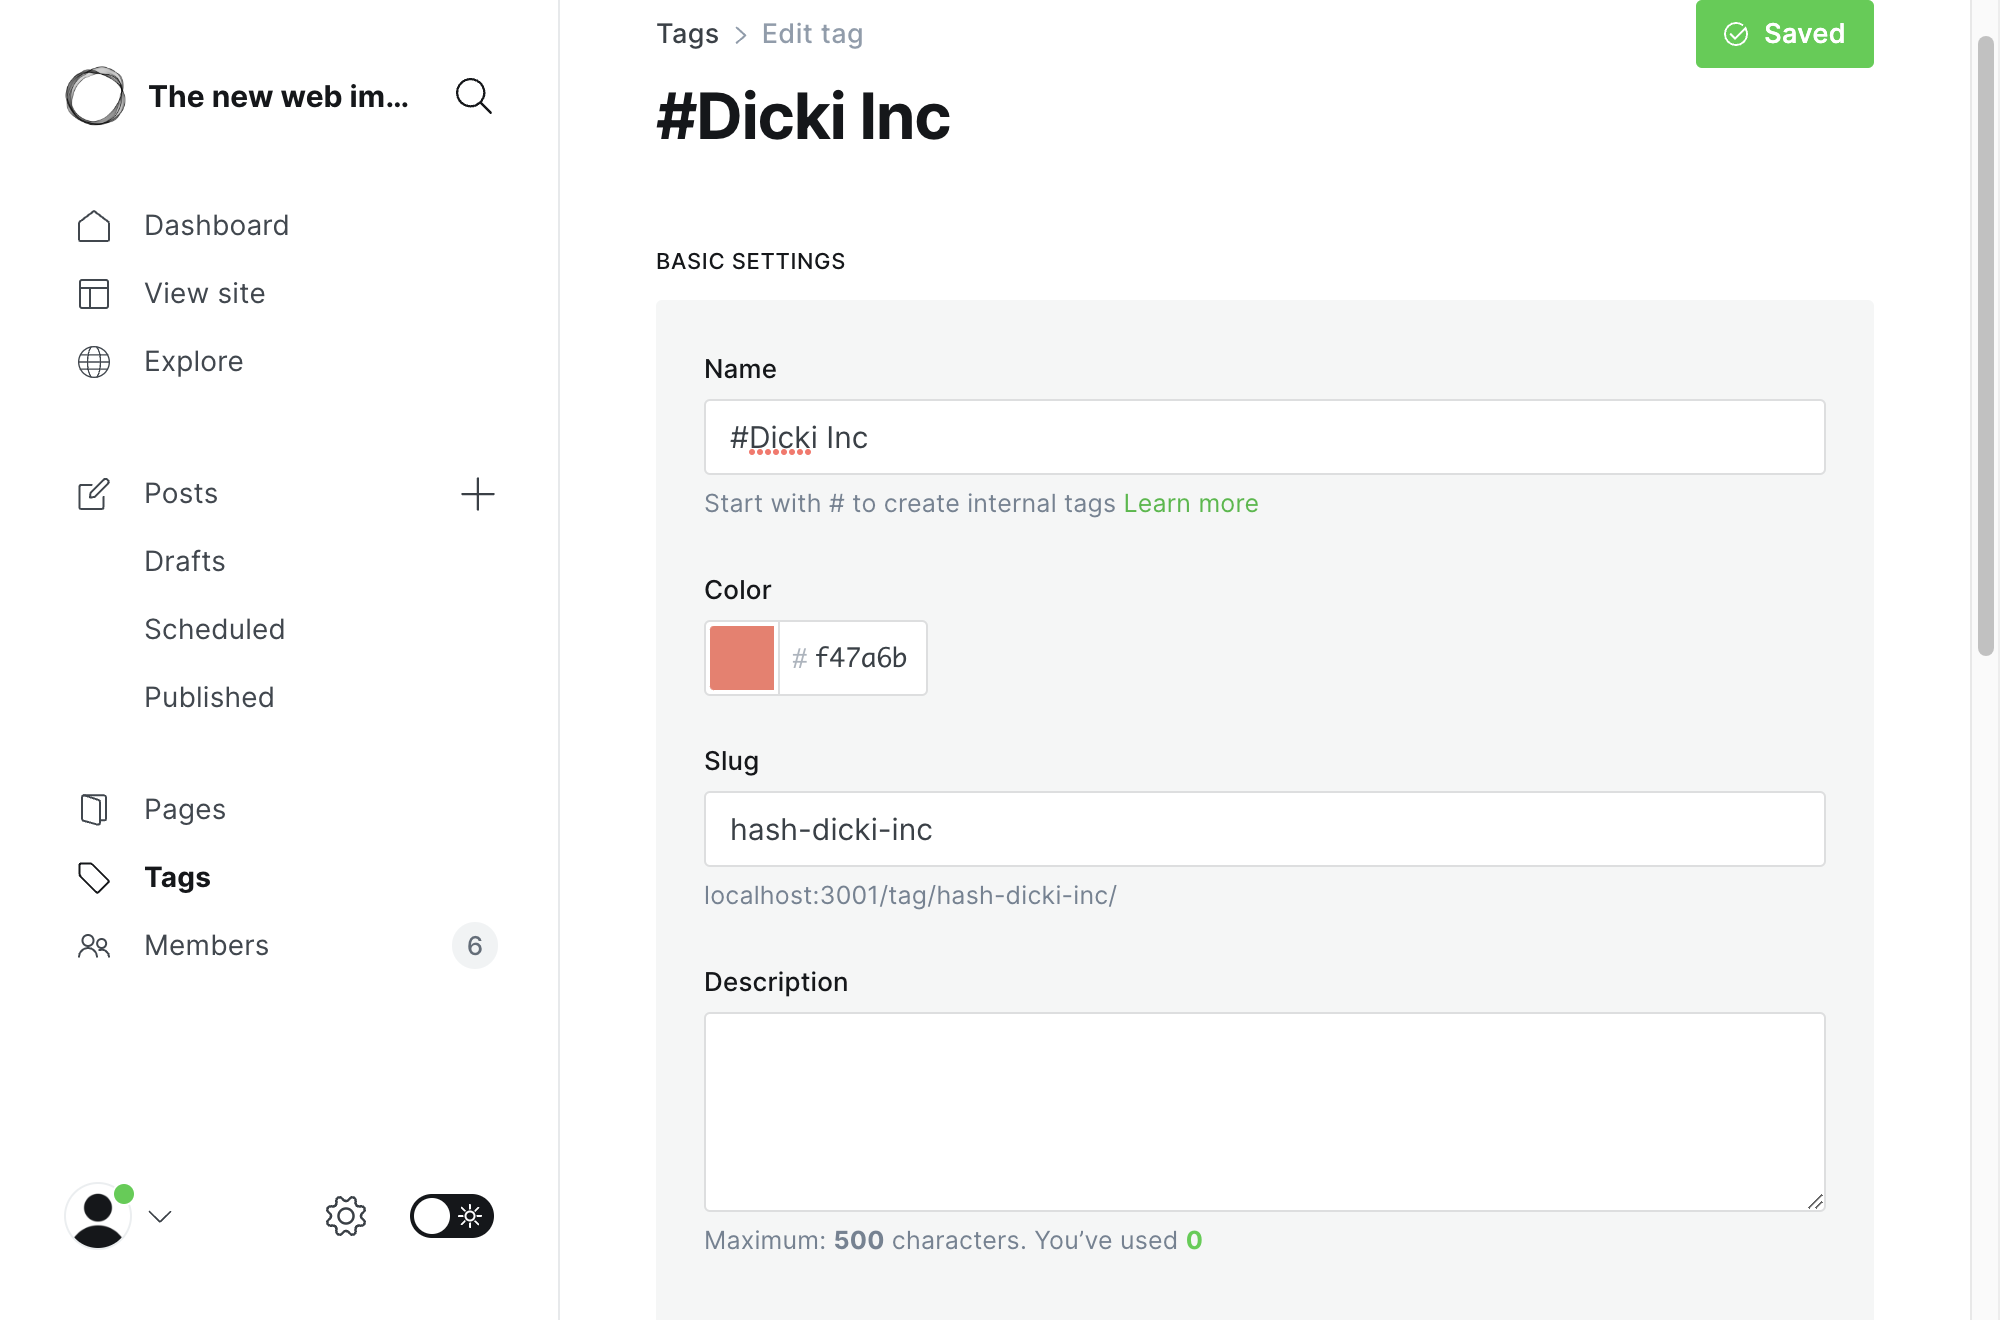 The new web im...
Dashboard
View site
Explore
Posts
Drafts
Scheduled
Published
Pages
Tags
Members 6
Tags > Edit tag
Saved
#Dicki Inc
BASIC SETTINGS
Name
#Dicki Inc
Start with # to create internal tags Learn more
Color
# f47a6b
Slug
hash-dicki-inc
localhost:3001/tag/hash-dicki-inc/
Description
Maximum: 500 characters. You’ve used 0